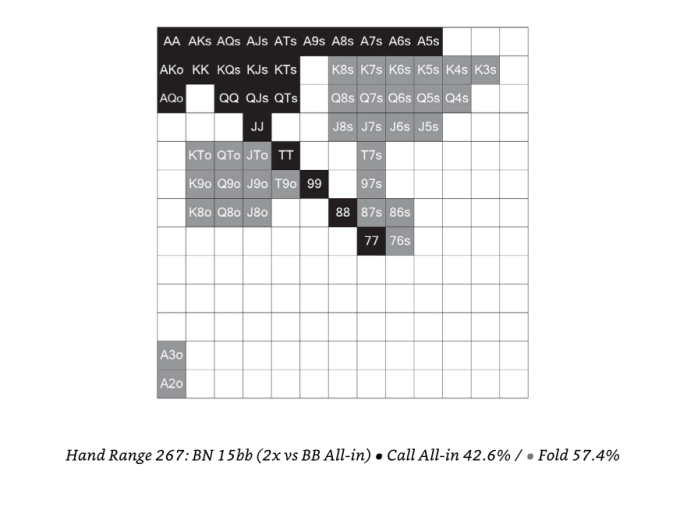 AA AKs AQs AJs ATs A9s A8s A7s A6s A5s
AKo KK KQs KJs KTs K8s K7s K6s K5s K4s K3s
AQo QQ QJs QTs Q8s Q7s Q6s Q5s Q4s
JJ J8s J7s J6s J5s
KTo QTo JTo TT T7s
K9o Q9o J9o T9o 99 97s
K8o Q8o J8o 88 87s 86s
77 76s
A3o
A2o
Hand Range 267: BN 15bb (2x vs BB All-in) • Call All-in 42.6% / • Fold 57.4%